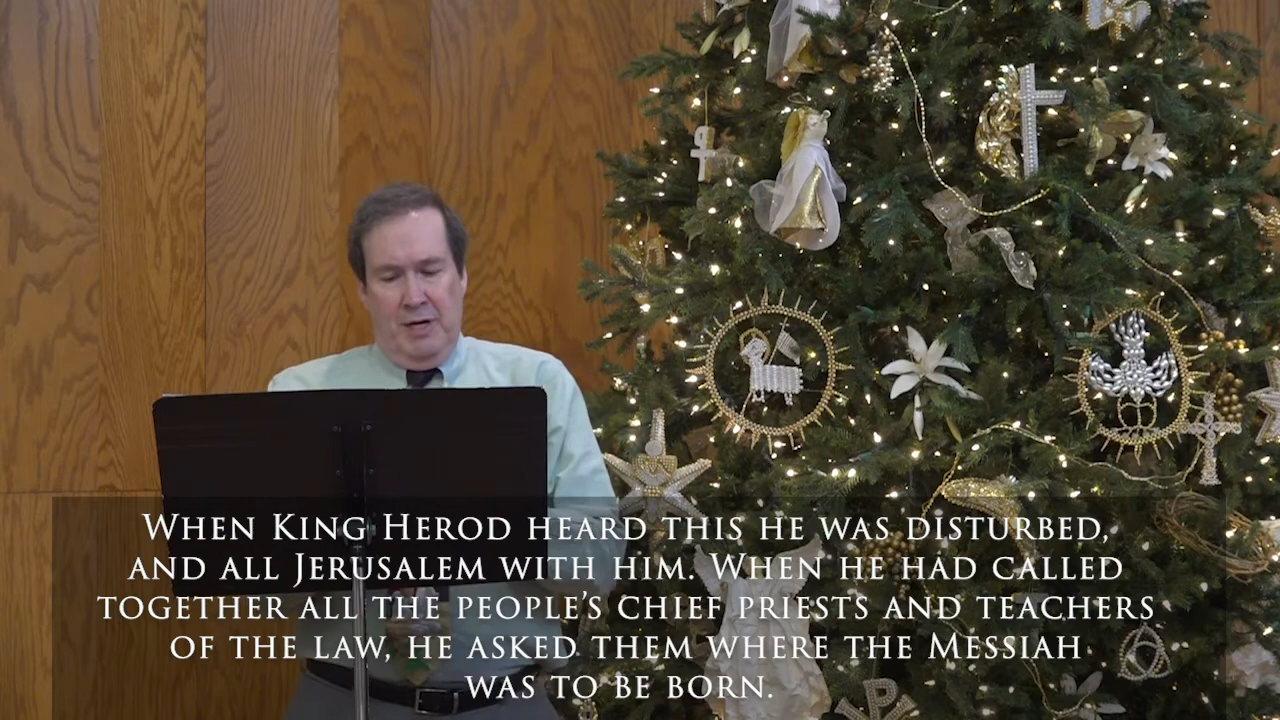 When King Herod heard this he was disturbed,
and all Jerusalem with him. When he had called
together all the people’s chief priests and teachers
of the law, he asked them where the Messiah
was to be born.